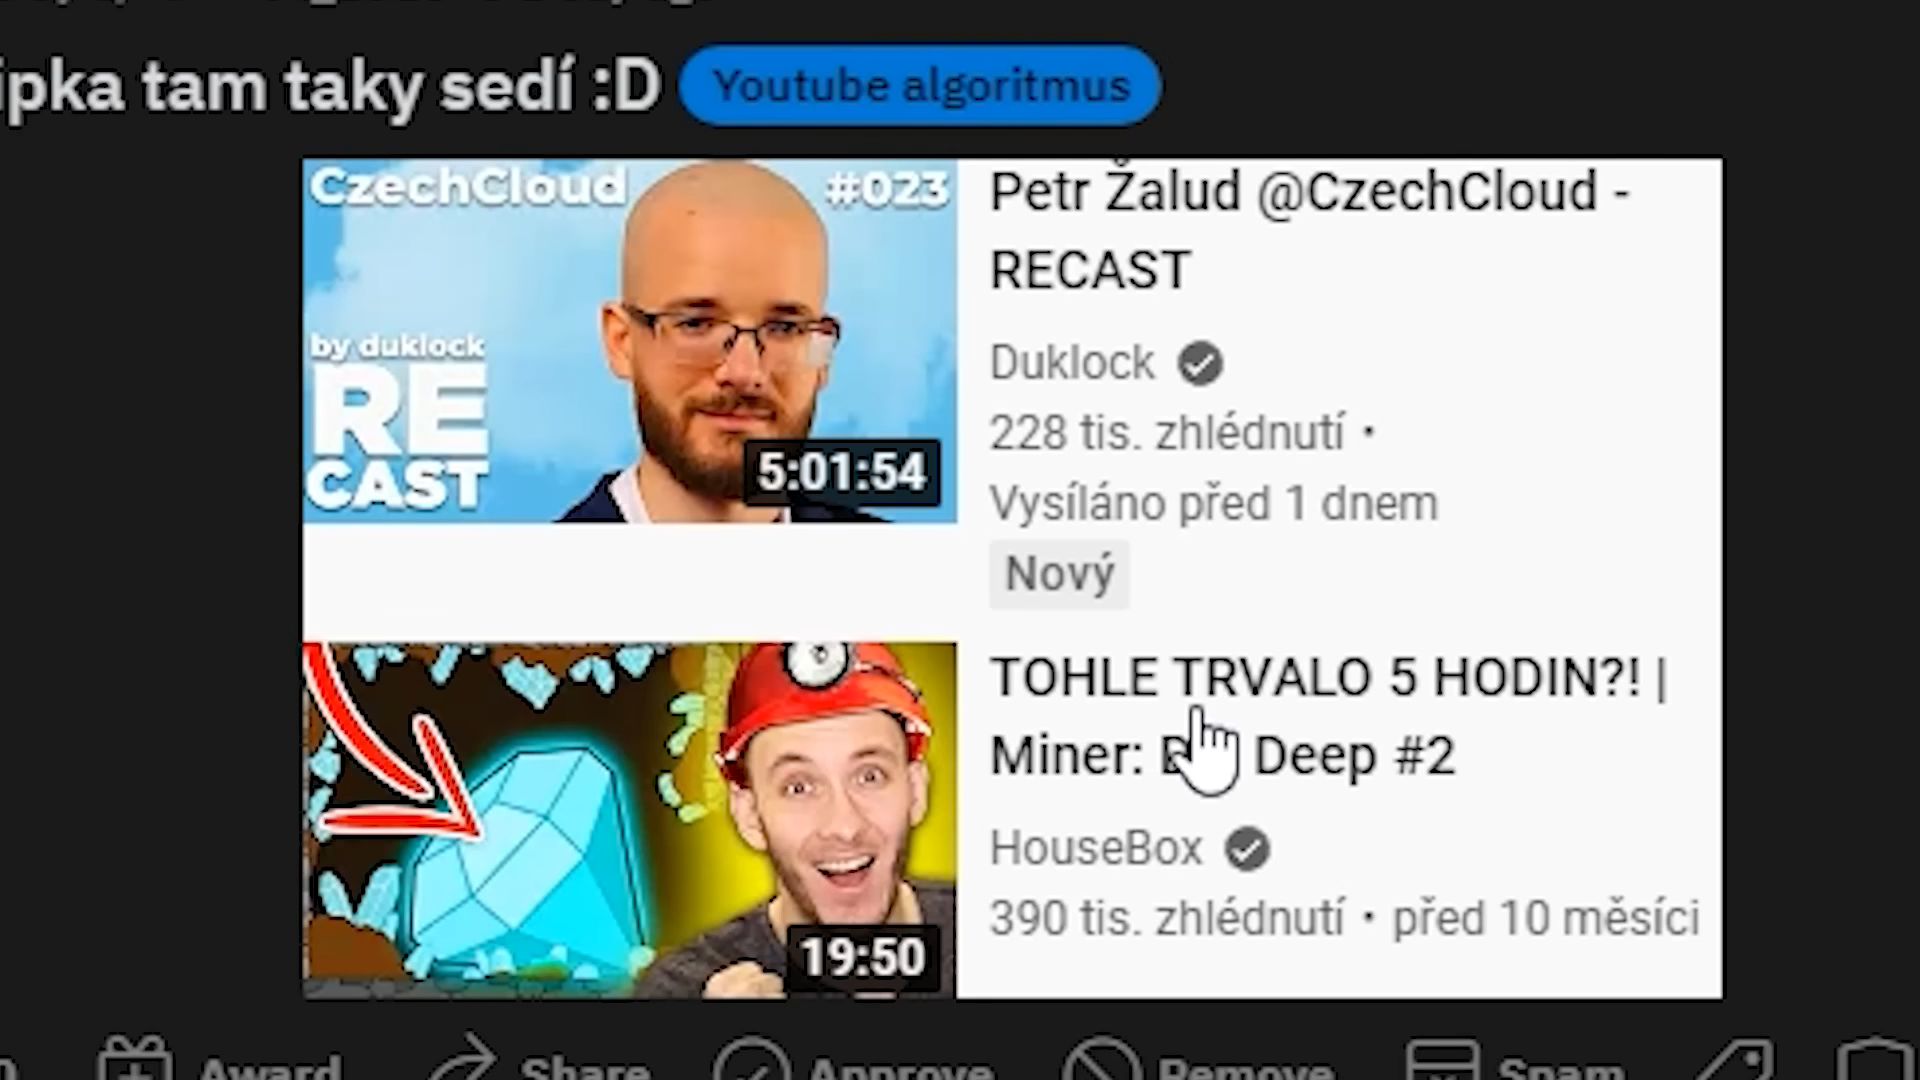 ipka tam taky sedí :D Youtube algoritmus
CzechCloud #023
by duklock
RE
CAST
5:01:54
Petr Žalud @CzechCloud -
RECAST
Duklock
228 tis. zhlédnutí •
Vysíláno před 1 dnem
Nový
19:50
TOHLE TRVALO 5 HODIN?! |
Miner: Deep #2
HouseBox
390 tis. zhlédnutí • před 10 měsíci
Award Share Approve Remove Spam